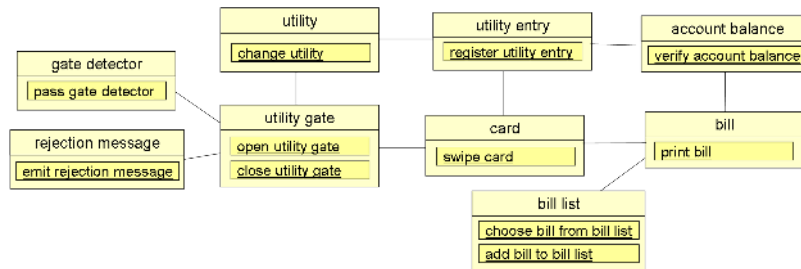 utility
change utility
utility entry
register utility entry
account balance
verify account balance
gate detector
pass gate detector
utility gate
open utility gate
close utility gate
card
swipe card
bill
print bill
rejection message
emit rejection message
bill list
choose bill from bill list
add bill to bill list